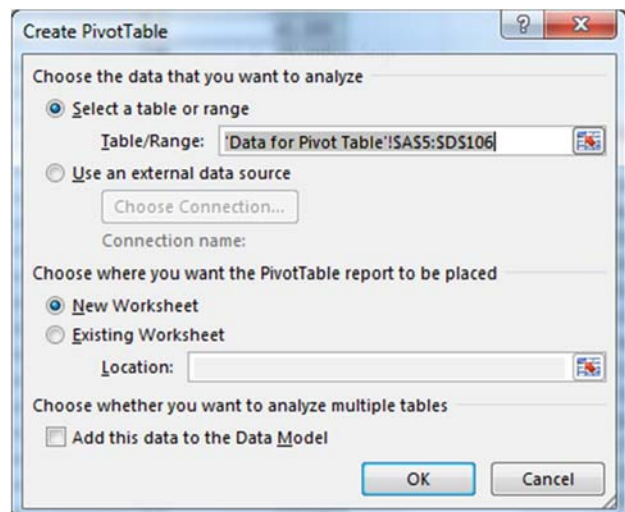 Create PivotTable
?
Choose the data that you want to analyze
Select a table or range
Table/Range: 'Data for Pivot Table'!$A$5:$D$106
Use an external data source
Choose Connection...
Connection name:
Choose where you want the PivotTable report to be placed
New Worksheet
Existing Worksheet
Location:
Choose whether you want to analyze multiple tables
Add this data to the Data Model
OK Cancel